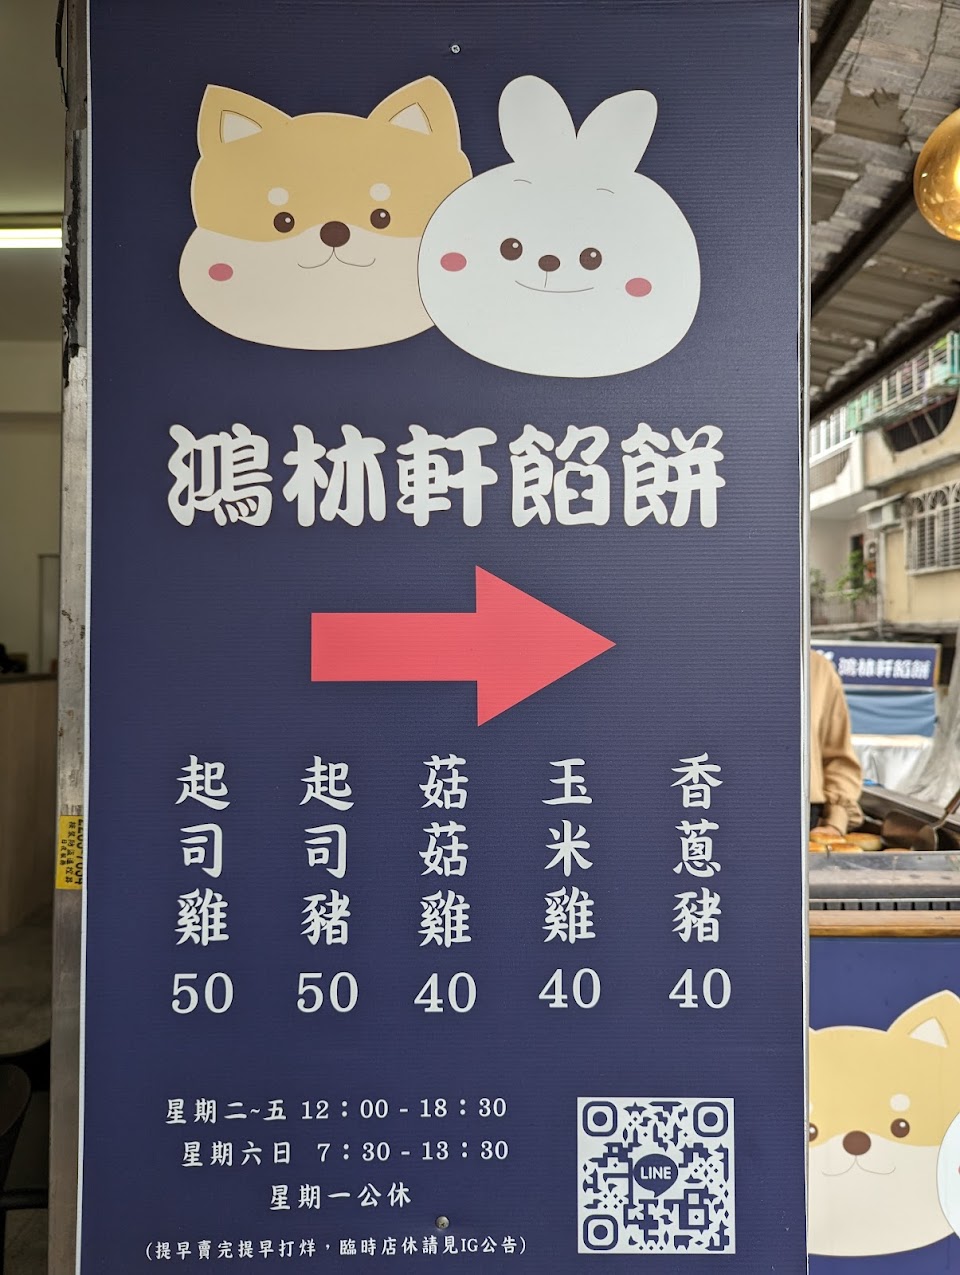 鴻林軒餡餅
鴻林軒餡餅
香蔥豬
40
玉米雞
40
菇菇雞
40
起司豬
50
起司雞
50
星期二~五 12：00 - 18：30
星期六日 7：30 - 13：30
星期一公休
(提早賣完提早打烊，臨時店休請見IG公告)
LINE